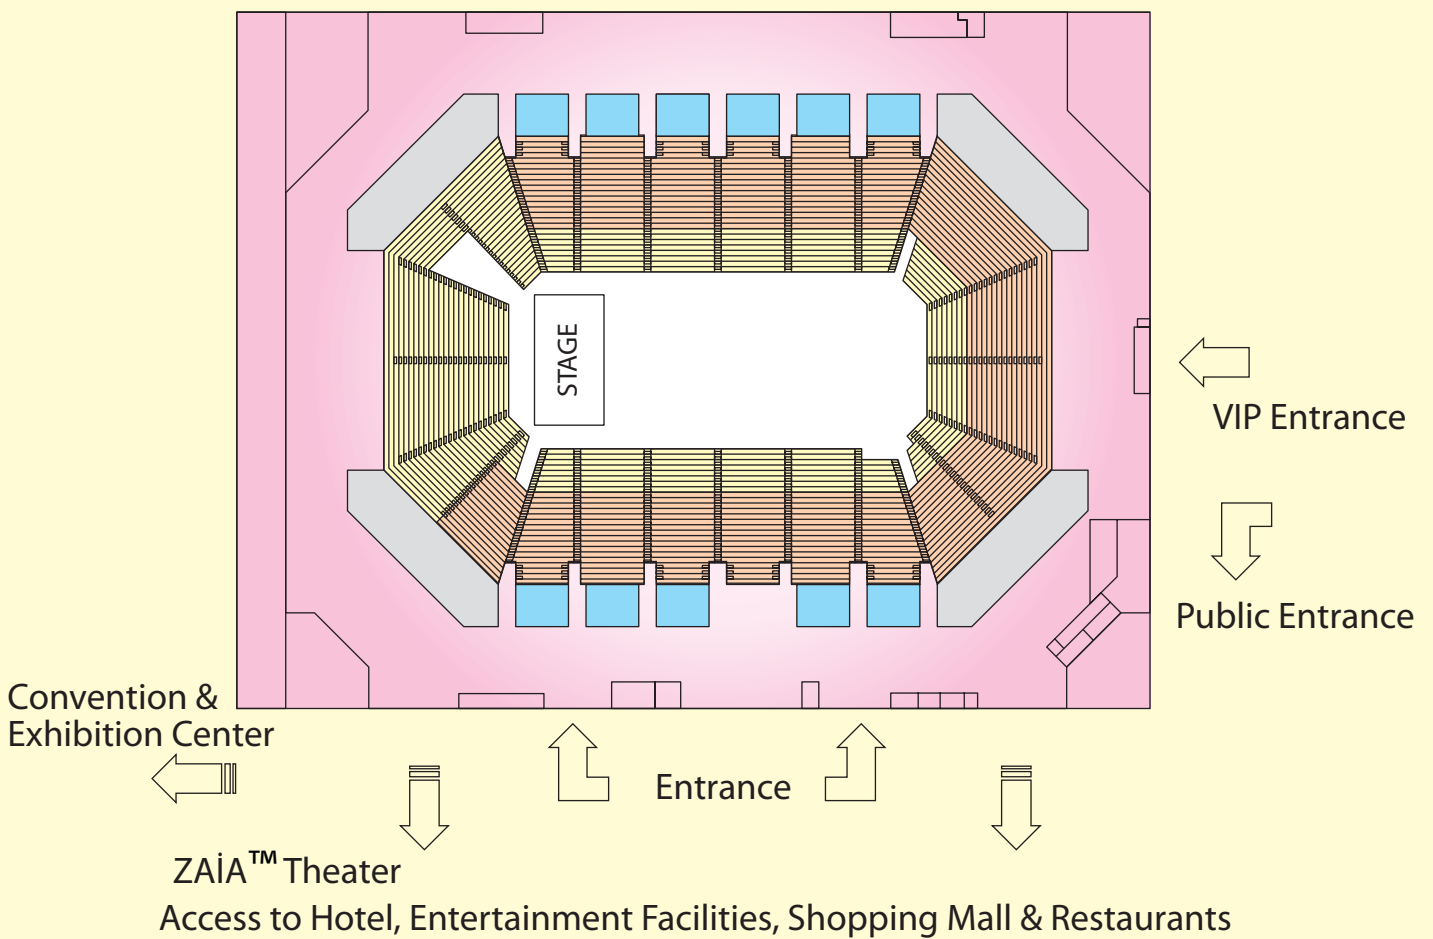 STAGE
VIP Entrance
Public Entrance
Convention &
Exhibition Center
Entrance
ZAİA™ Theater
Access to Hotel, Entertainment Facilities, Shopping Mall & Restaurants